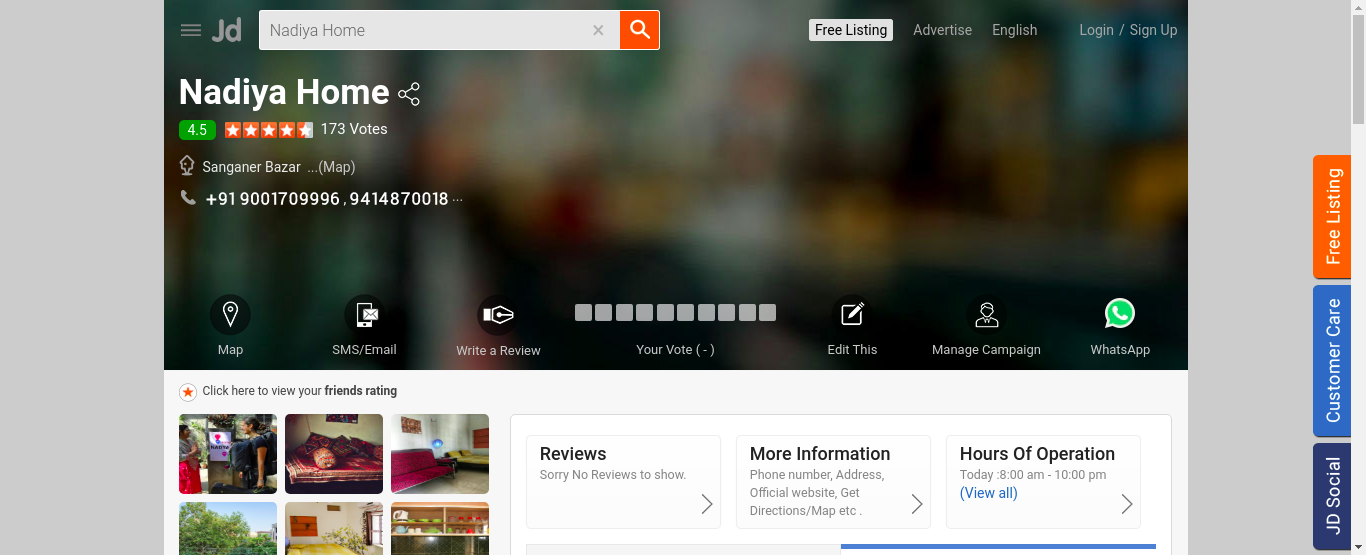 Jd
Nadiya Home
Free Listing
Advertise
English
Login / Sign Up
Nadiya Home
4.5
173 Votes
Sanganer Bazar ...(Map)
+91 9001709996 , 9414870018 ...
Map
SMS/Email
Write a Review
Your Vote ( - )
Edit This
Manage Campaign
WhatsApp
Click here to view your friends rating
NADIYA
Reviews
Sorry No Reviews to show.
More Information
Phone number, Address,
Official website, Get
Directions/Map etc .
Hours Of Operation
Today :8:00 am - 10:00 pm
(View all)
Free Listing
Customer Care
JD Social